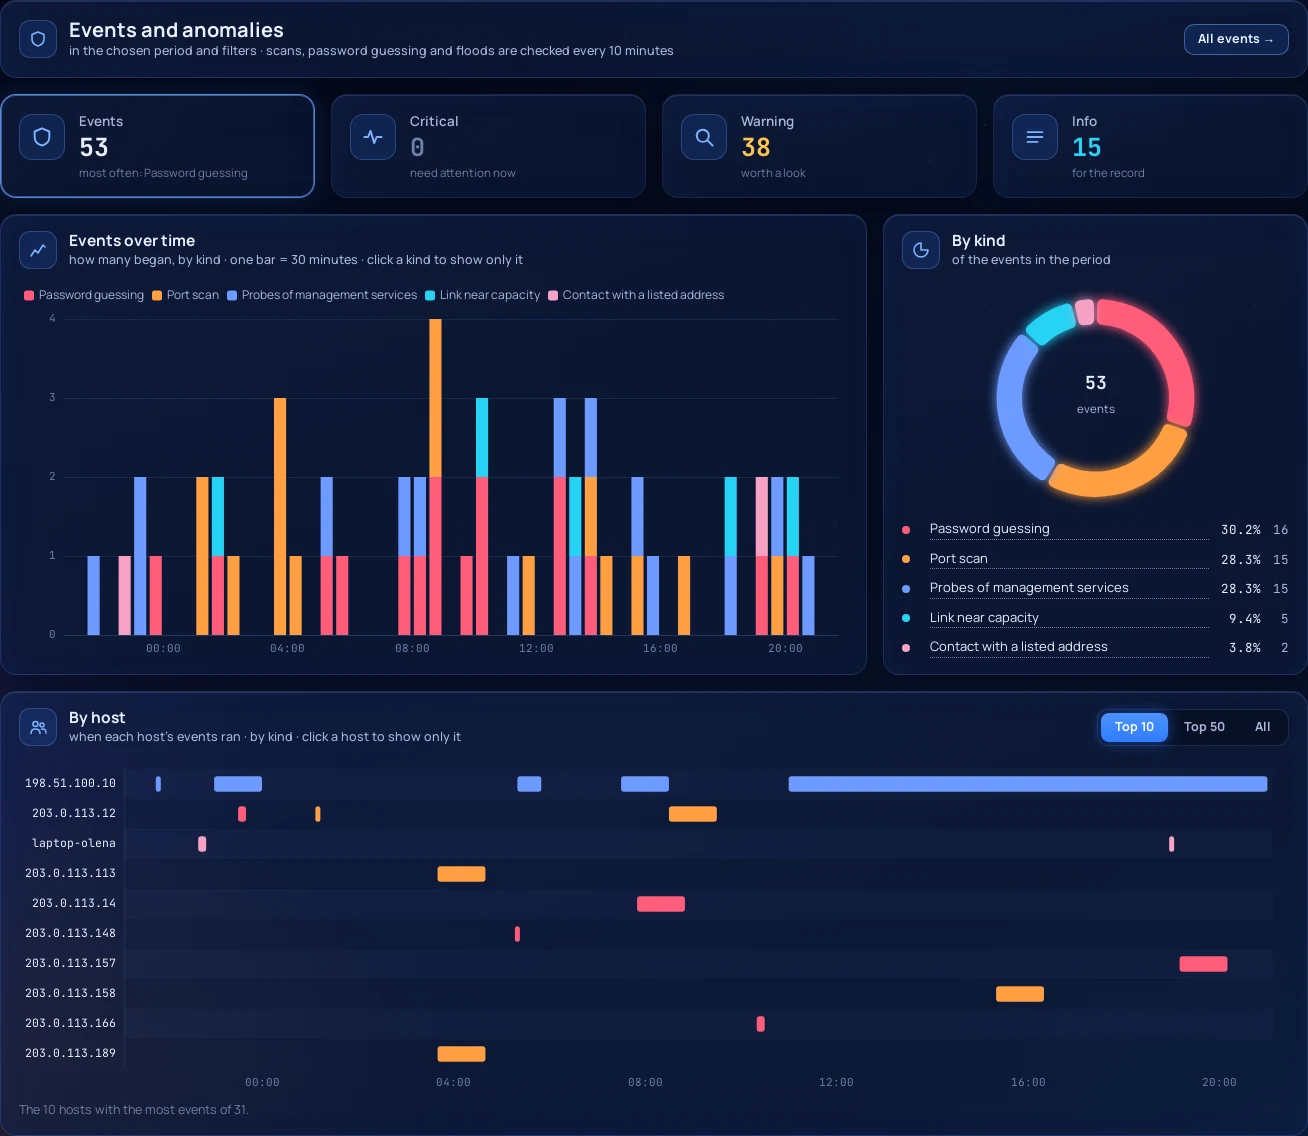 Events and anomalies
in the chosen period and filters · scans, password guessing and floods are checked every 10 minutes
All events →
Events
53
most often: Password guessing
Critical
0
need attention now
Warning
38
worth a look
Info
15
for the record
Events over time
how many began, by kind · one bar = 30 minutes · click a kind to show only it
Password guessing Port scan Probes of management services Link near capacity Contact with a listed address
4
3
2
1
0
00:00 04:00 08:00 12:00 16:00 20:00
By kind
of the events in the period
53
events
Password guessing 30.2% 16
Port scan 28.3% 15
Probes of management services 28.3% 15
Link near capacity 9.4% 5
Contact with a listed address 3.8% 2
By host
when each host's events ran · by kind · click a host to show only it
Top 10 Top 50 All
198.51.100.10
203.0.113.12
laptop-olena
203.0.113.113
203.0.113.14
203.0.113.148
203.0.113.157
203.0.113.158
203.0.113.166
203.0.113.189
00:00 04:00 08:00 12:00 16:00 20:00
The 10 hosts with the most events of 31.